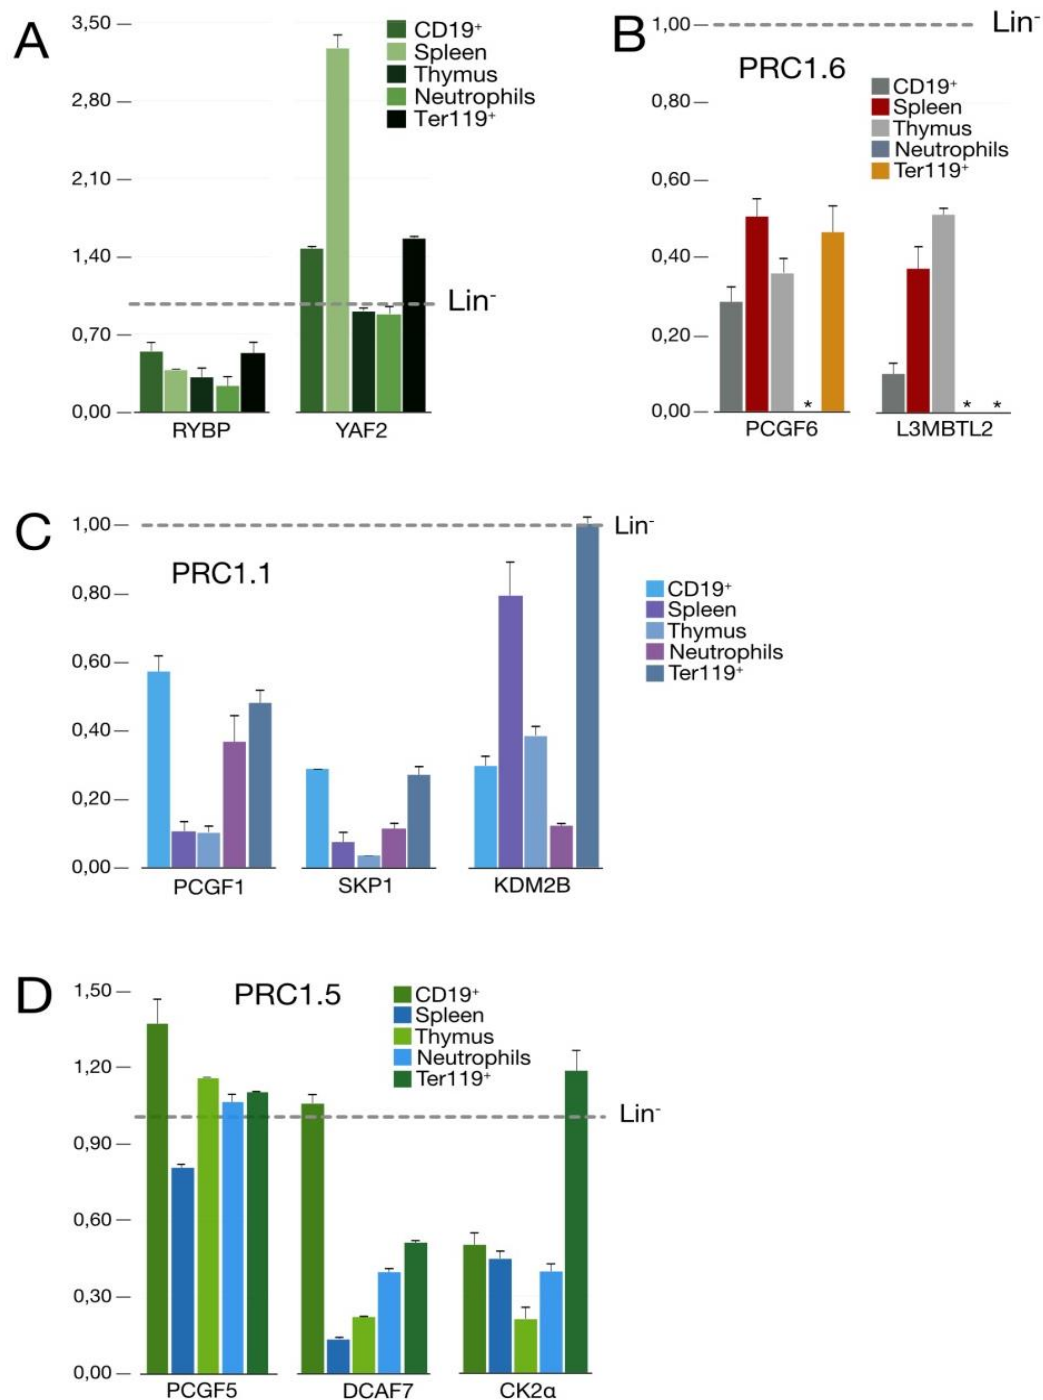 A
3,50
2,80
2,10
1,40
0,70
0,00
CD19+
Spleen
Thymus
Neutrophils
Ter119+
Lin-
RYBP
YAF2
B
1,00
0,80
0,60
0,40
0,20
0,00
Lin-
PRC1.6
CD19+
Spleen
Thymus
Neutrophils
Ter119+
*
* *
PCGF6
L3MBTL2
C
1,00
0,80
0,60
0,40
0,20
0,00
Lin-
PRC1.1
CD19+
Spleen
Thymus
Neutrophils
Ter119+
PCGF1
SKP1
KDM2B
D
1,50
1,20
0,90
0,60
0,30
0,00
PRC1.5
CD19+
Spleen
Thymus
Neutrophils
Ter119+
Lin-
PCGF5
DCAF7
CK2α